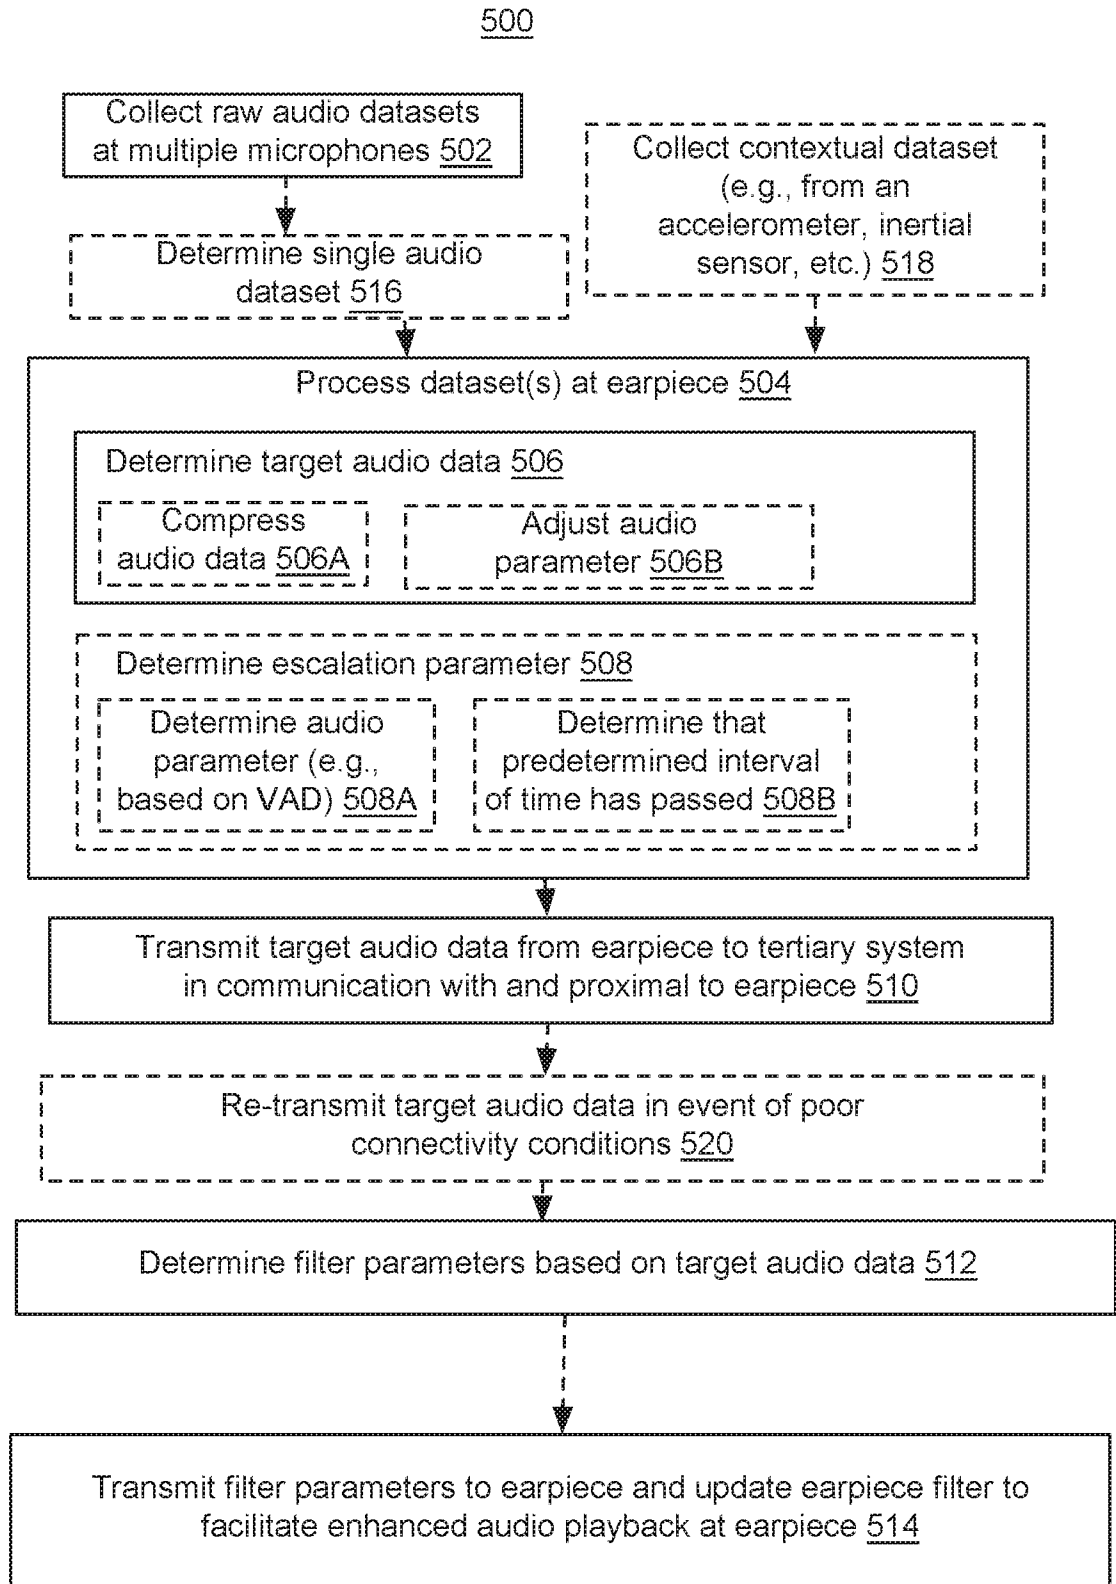 500
Collect raw audio datasets
at multiple microphones 502
Collect contextual dataset
(e.g., from an
accelerometer, inertial
sensor, etc.) 518
Determine single audio
dataset 516
Process dataset(s) at earpiece 504
Determine target audio data 506
Compress
audio data 506A
Adjust audio
parameter 506B
Determine escalation parameter 508
Determine audio
parameter (e.g.,
based on VAD) 508A
Determine that
predetermined interval
of time has passed 508B
Transmit target audio data from earpiece to tertiary system
in communication with and proximal to earpiece 510
Re-transmit target audio data in event of poor
connectivity conditions 520
Determine filter parameters based on target audio data 512
Transmit filter parameters to earpiece and update earpiece filter to
facilitate enhanced audio playback at earpiece 514